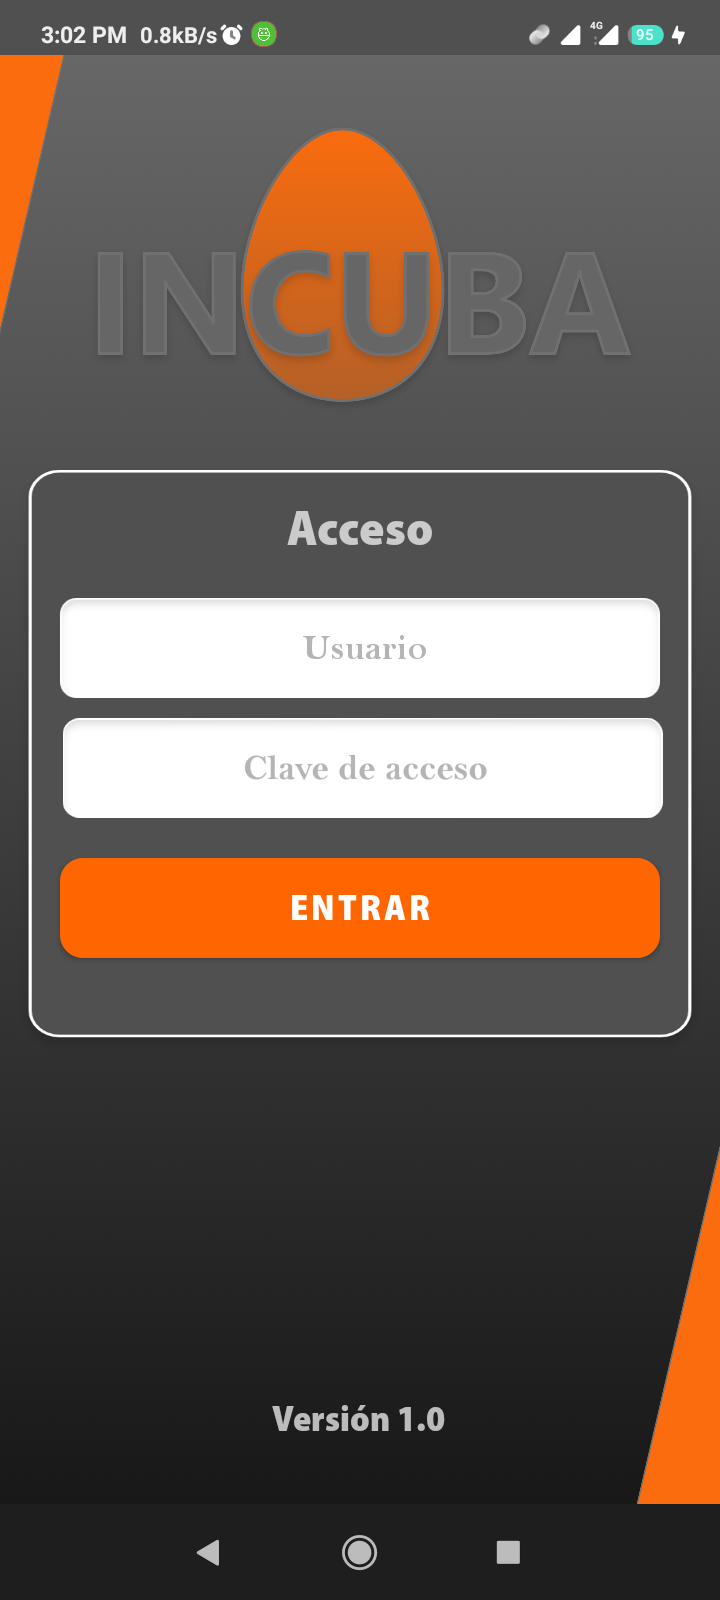 3:02 PM 0.8kB/s 4G 95
INCUBA
Acceso
Usuario
Clave de acceso
ENTRAR
Versión 1.0